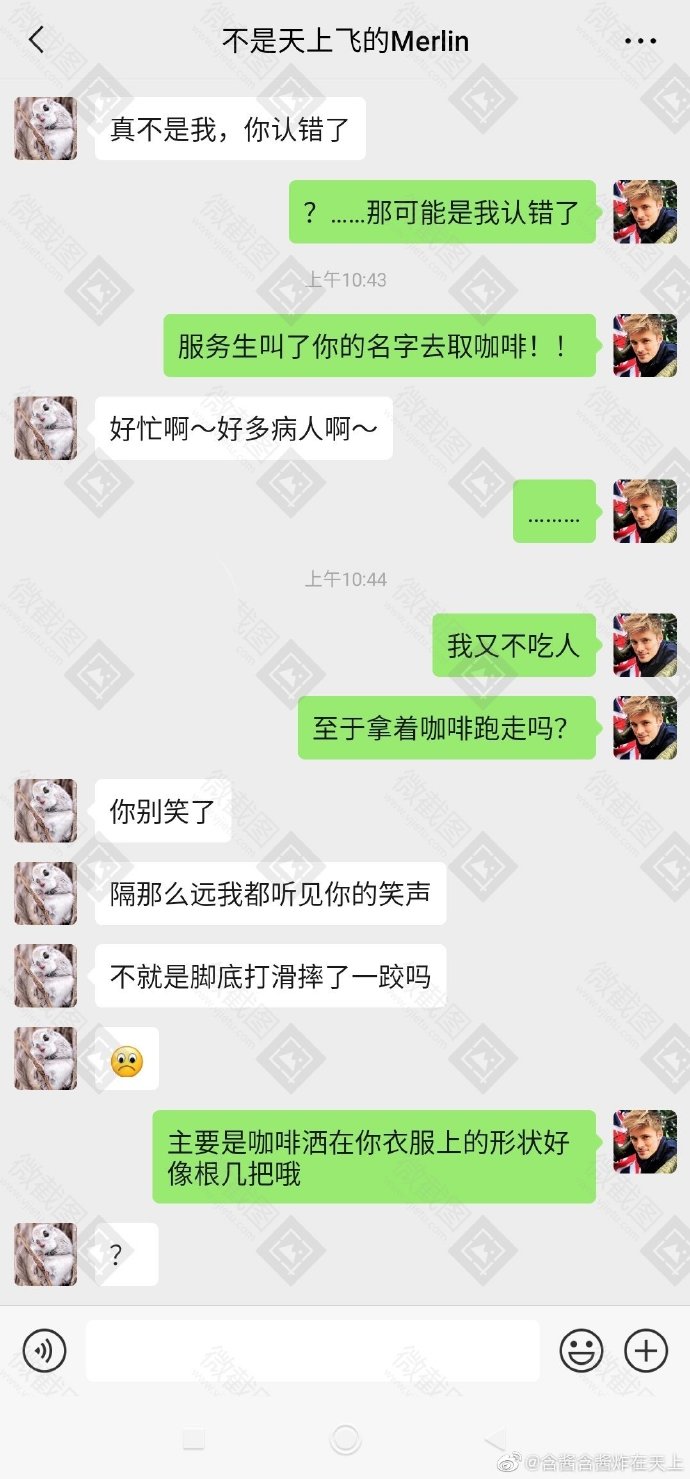 不是天上飞的Merlin
真不是我，你认错了
？……那可能是我认错了
上午10:43
服务生叫了你的名字去取咖啡！！
好忙啊～好多病人啊～
………
上午10:44
我又不吃人
至于拿着咖啡跑走吗？
你别笑了
隔那么远我都听见你的笑声
不就是脚底打滑摔了一跤吗
主要是咖啡洒在你衣服上的形状好
像根几把哦
？
@含酱含酱炸在天上